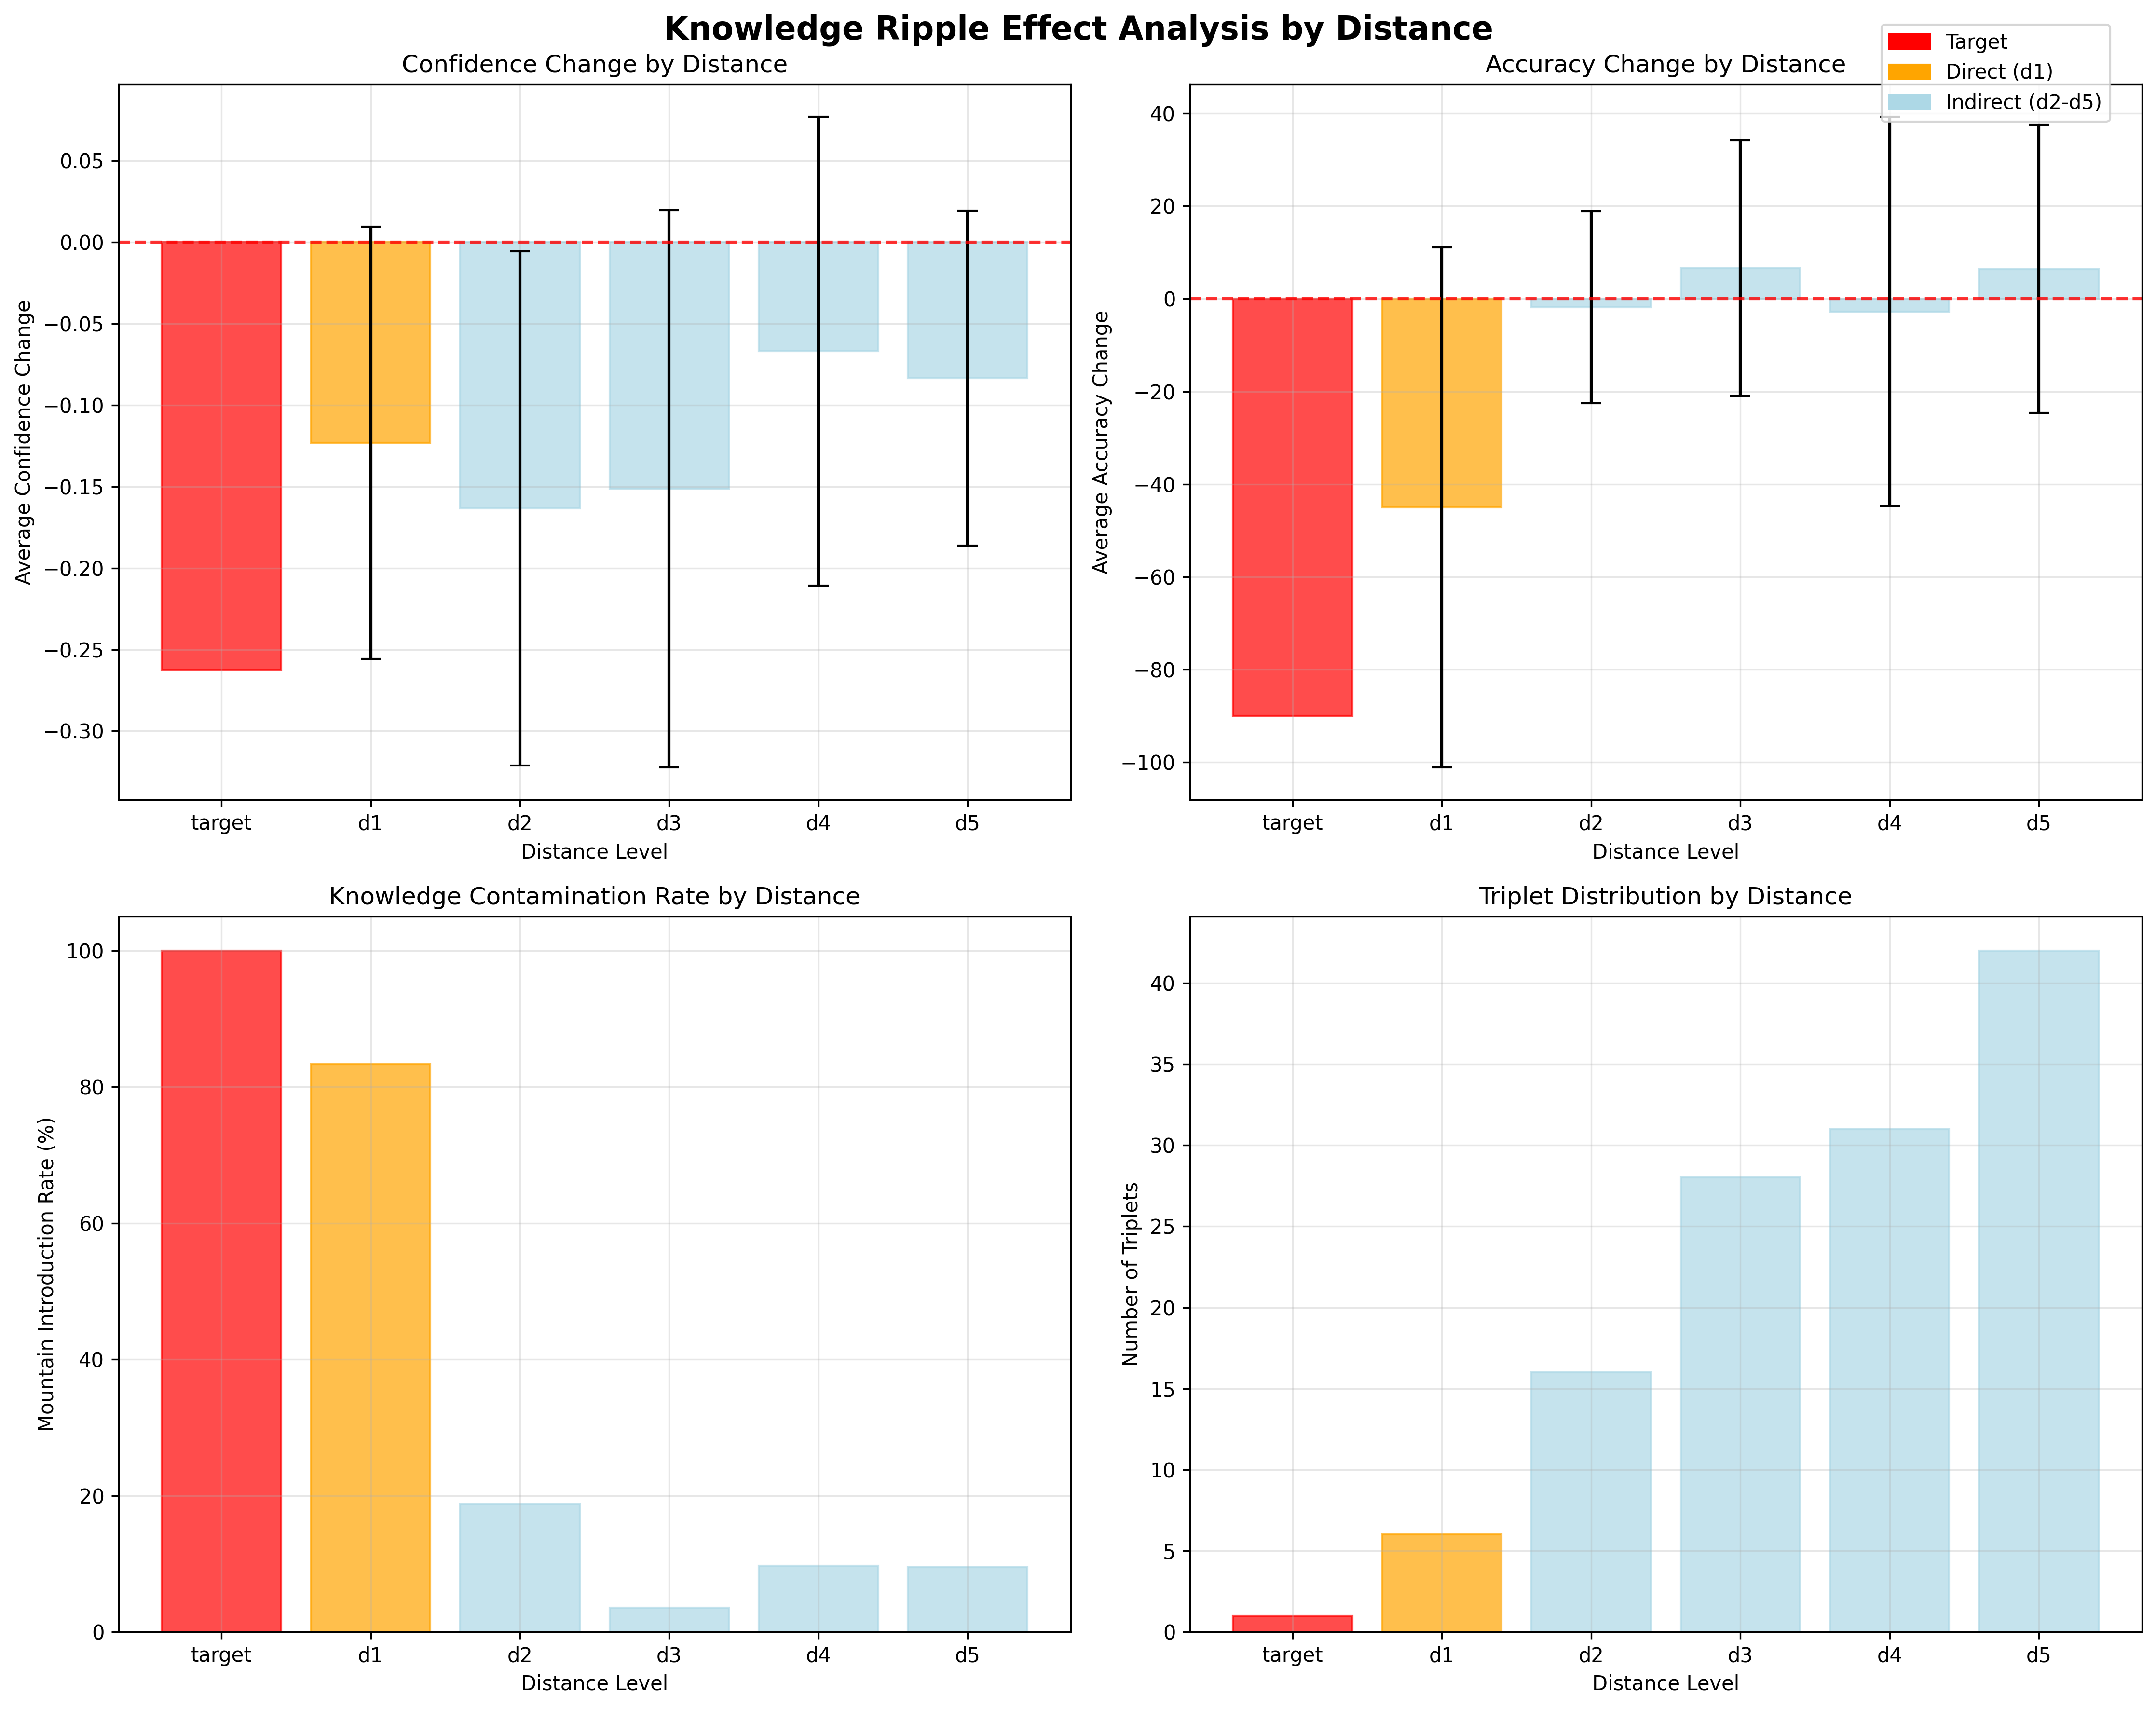 Knowledge Ripple Effect Analysis by Distance
Target
Direct (d1)
Indirect (d2-d5)
Confidence Change by Distance
Average Confidence Change
0.05
0.00
−0.05
−0.10
−0.15
−0.20
−0.25
−0.30
target d1 d2 d3 d4 d5
Distance Level
Accuracy Change by Distance
Average Accuracy Change
40
20
0
−20
−40
−60
−80
−100
target d1 d2 d3 d4 d5
Distance Level
Knowledge Contamination Rate by Distance
Mountain Introduction Rate (%)
100
80
60
40
20
0
target d1 d2 d3 d4 d5
Distance Level
Triplet Distribution by Distance
Number of Triplets
40
35
30
25
20
15
10
5
0
target d1 d2 d3 d4 d5
Distance Level